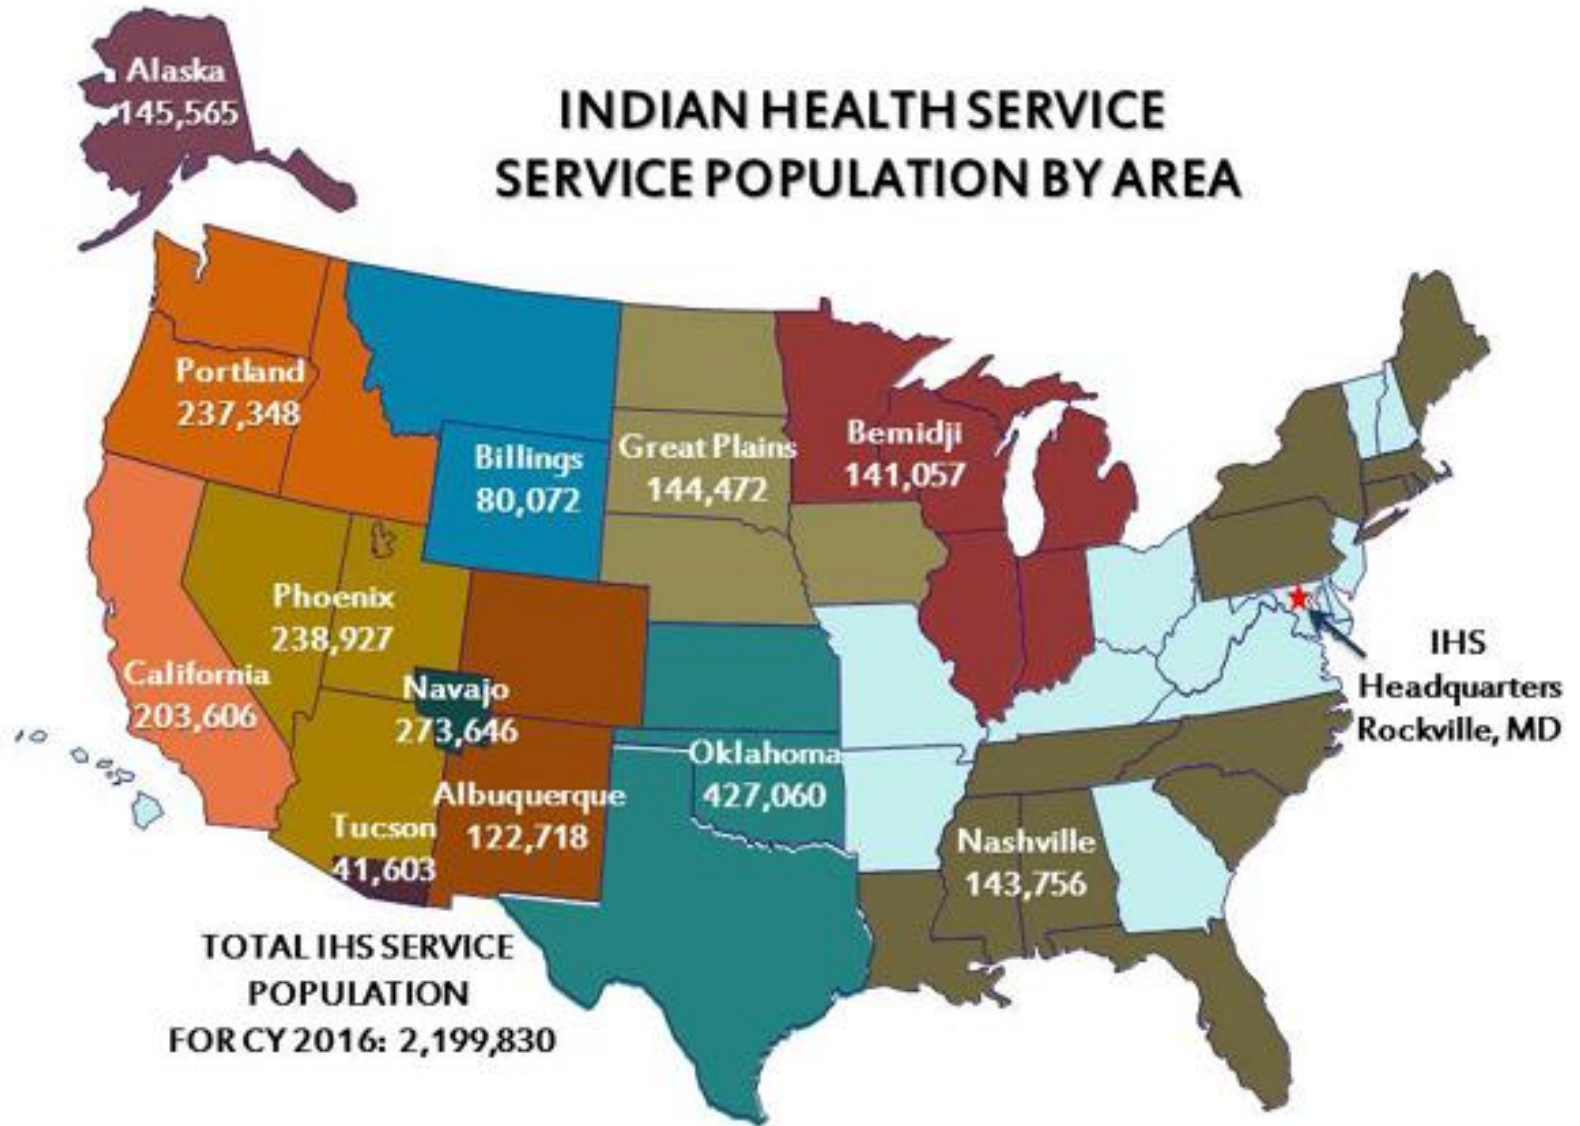 Alaska
145,565
INDIAN HEALTH SERVICE
SERVICE POPULATION BY AREA
Portland
237,348
Billings
80,072
Great Plains
144,472
Bemidji
141,057
Phoenix
238,927
California
203,606
Navajo
273,646
IHS
Headquarters
Rockville, MD
Oklahoma
427,060
Albuquerque
122,718
Tucson
41,603
Nashville
143,756
TOTAL IHS SERVICE
POPULATION
FOR CY 2016: 2,199,830